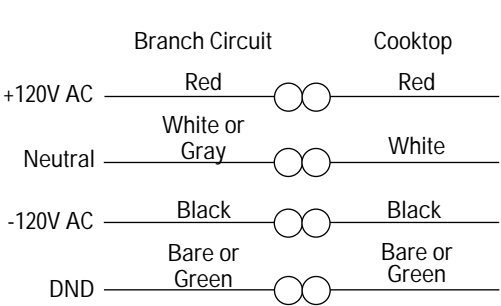 Branch Circuit Cooktop
+120V AC Red Red
White or
Neutral Gray White
-120V AC Black Black
Bare or Bare or
DND Green Green